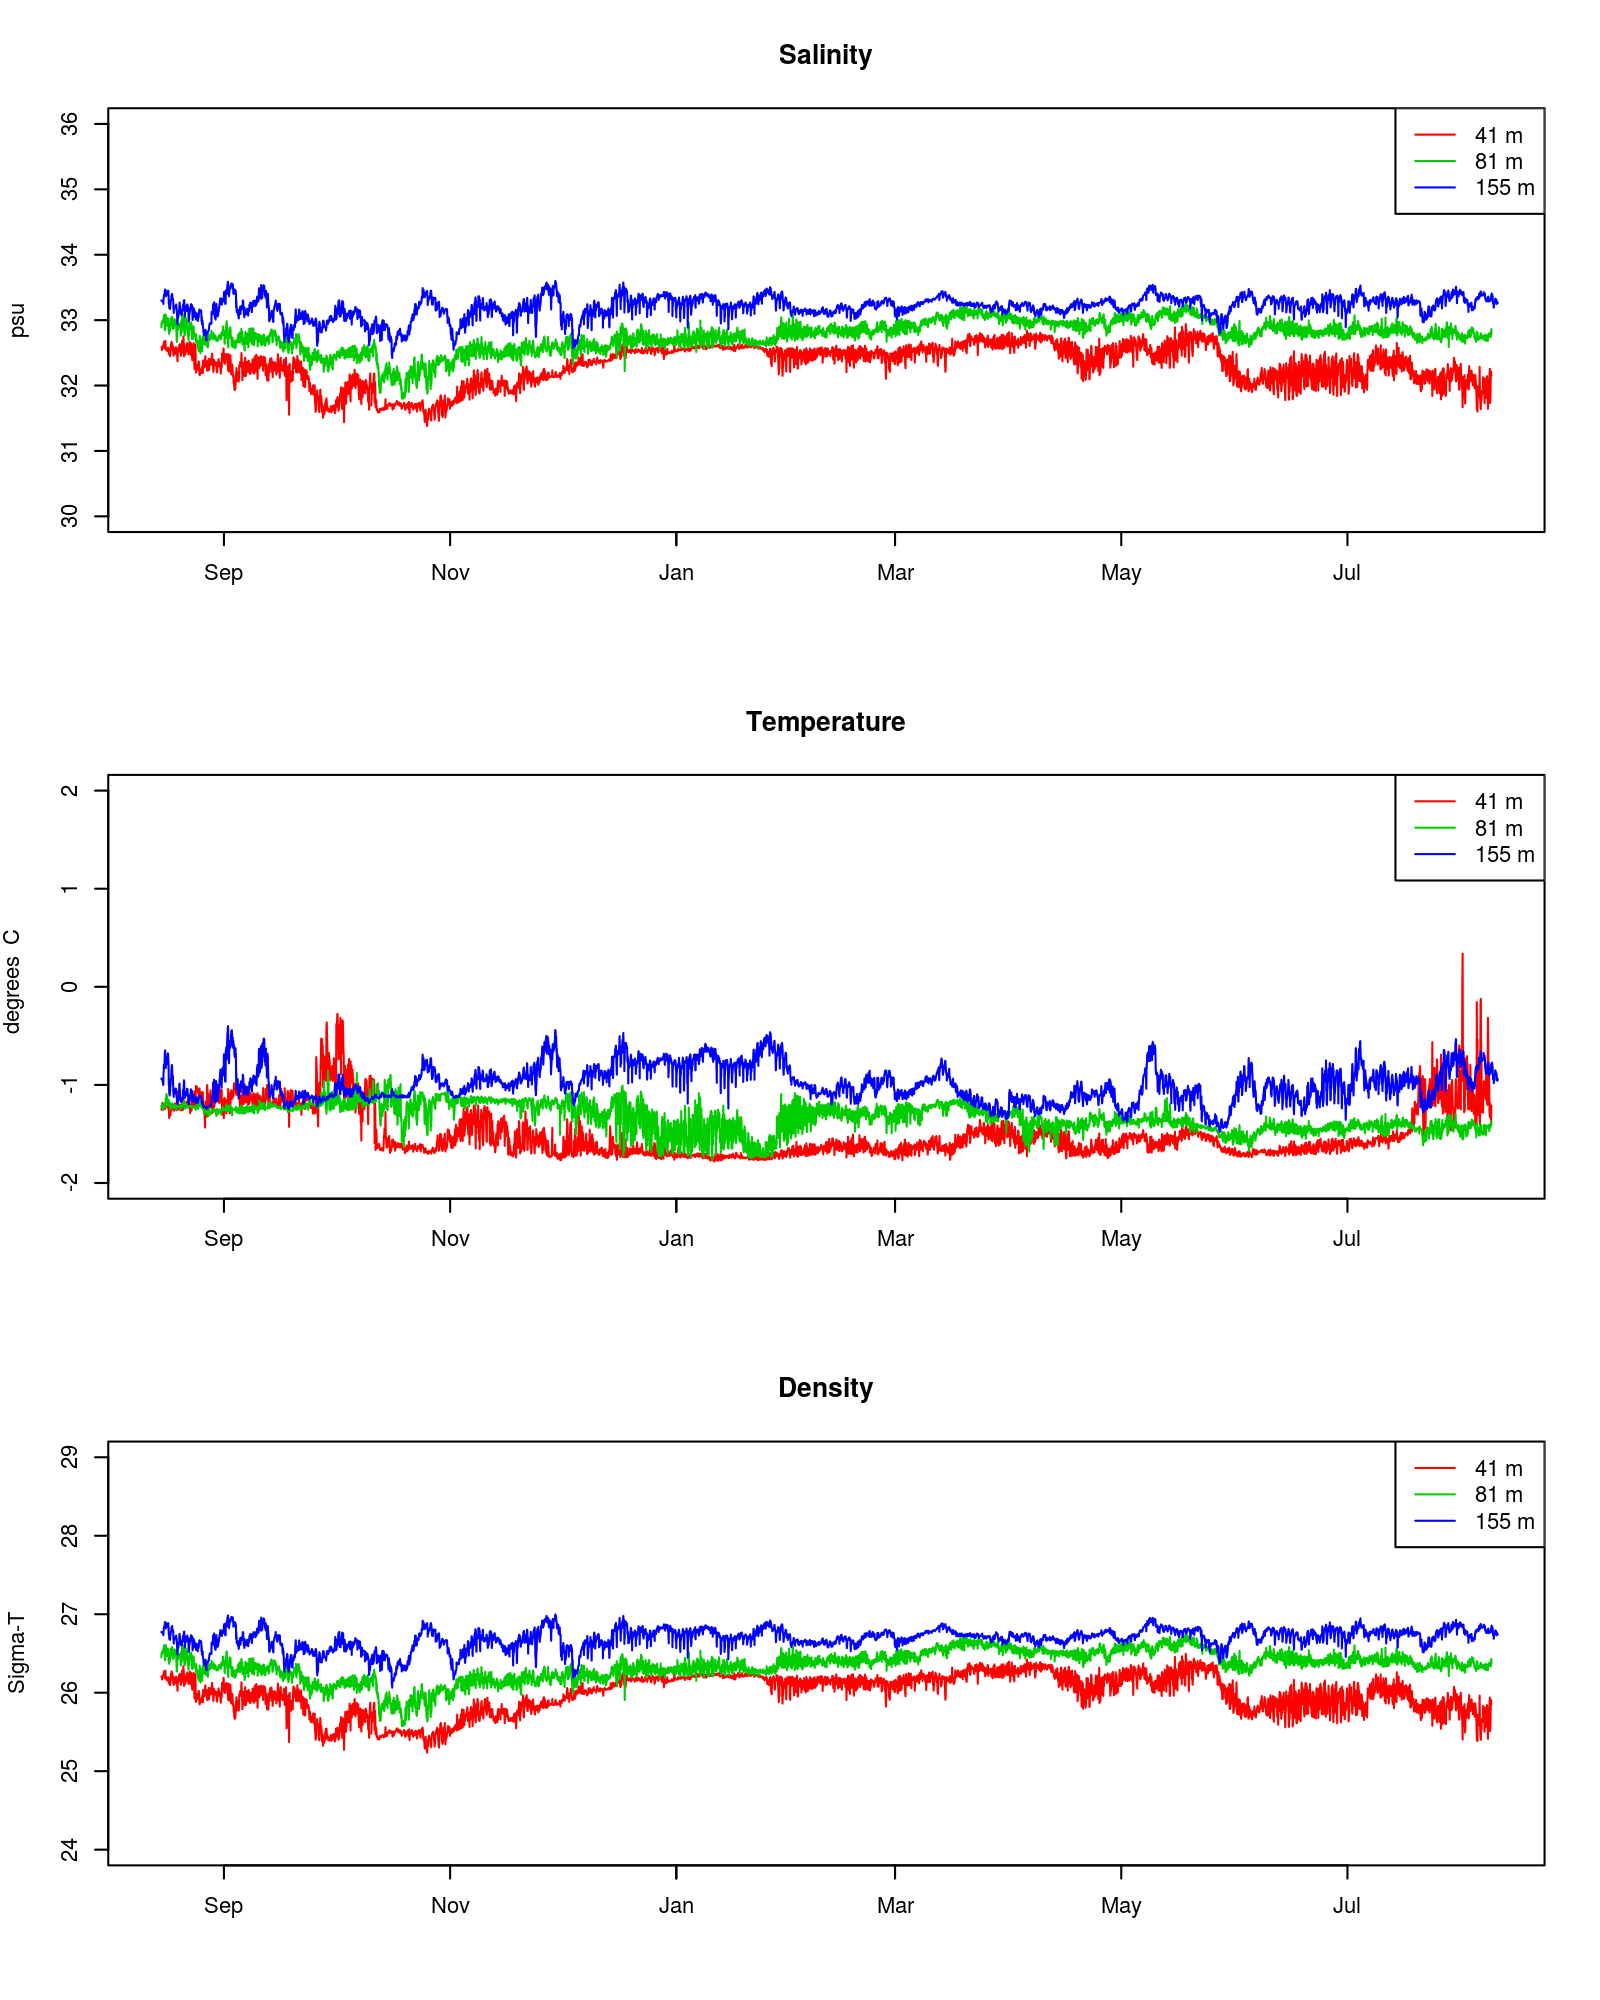 Salinity
psu
36
35
34
33
32
31
30
41 m
81 m
155 m
Sep Nov Jan Mar May Jul
Temperature
degrees C
2
1
0
-1
-2
41 m
81 m
155 m
Sep Nov Jan Mar May Jul
Density
Sigma-T
29
28
27
26
25
24
41 m
81 m
155 m
Sep Nov Jan Mar May Jul